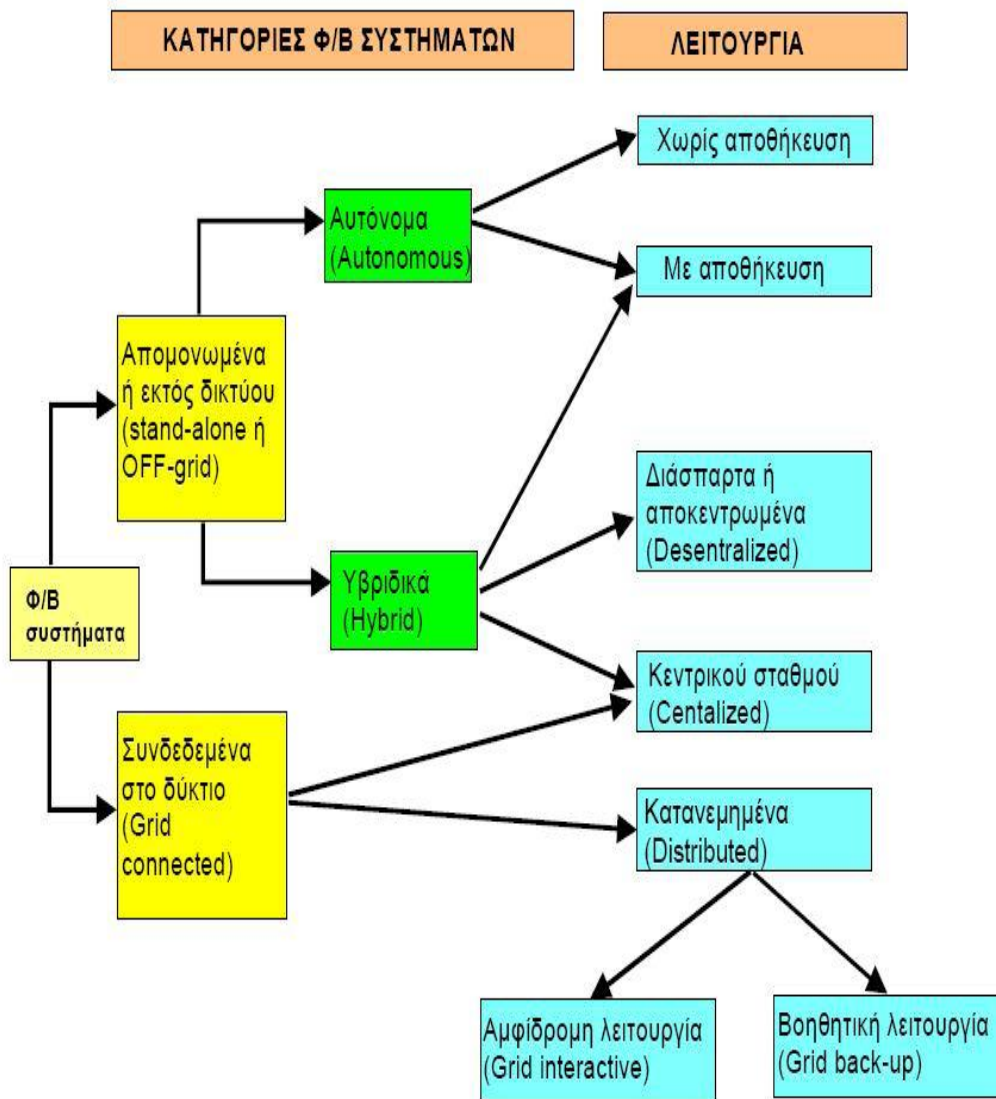 ΚΑΤΗΓΟΡΙΕΣ Φ/Β ΣΥΣΤΗΜΑΤΩΝ
ΛΕΙΤΟΥΡΓΙΑ
Χωρίς αποθήκευση
Αυτόνομα
(Autonomous)
Με αποθήκευση
Απομονωμένα
ή εκτός δικτύου
(stand-alone ή
OFF-grid)
Διάσπαρτα ή
αποκεντρωμένα
(Desentralized)
Υβριδικά
(Hybrid)
Φ/Β
συστήματα
Κεντρικού σταθμού
(Centalized)
Συνδεδεμένα
στο δύκτιο
(Grid
connected)
Κατανεμημένα
(Distributed)
Αμφίδρομη λειτουργία
(Grid interactive)
Βοηθητική λειτουργία
(Grid back-up)